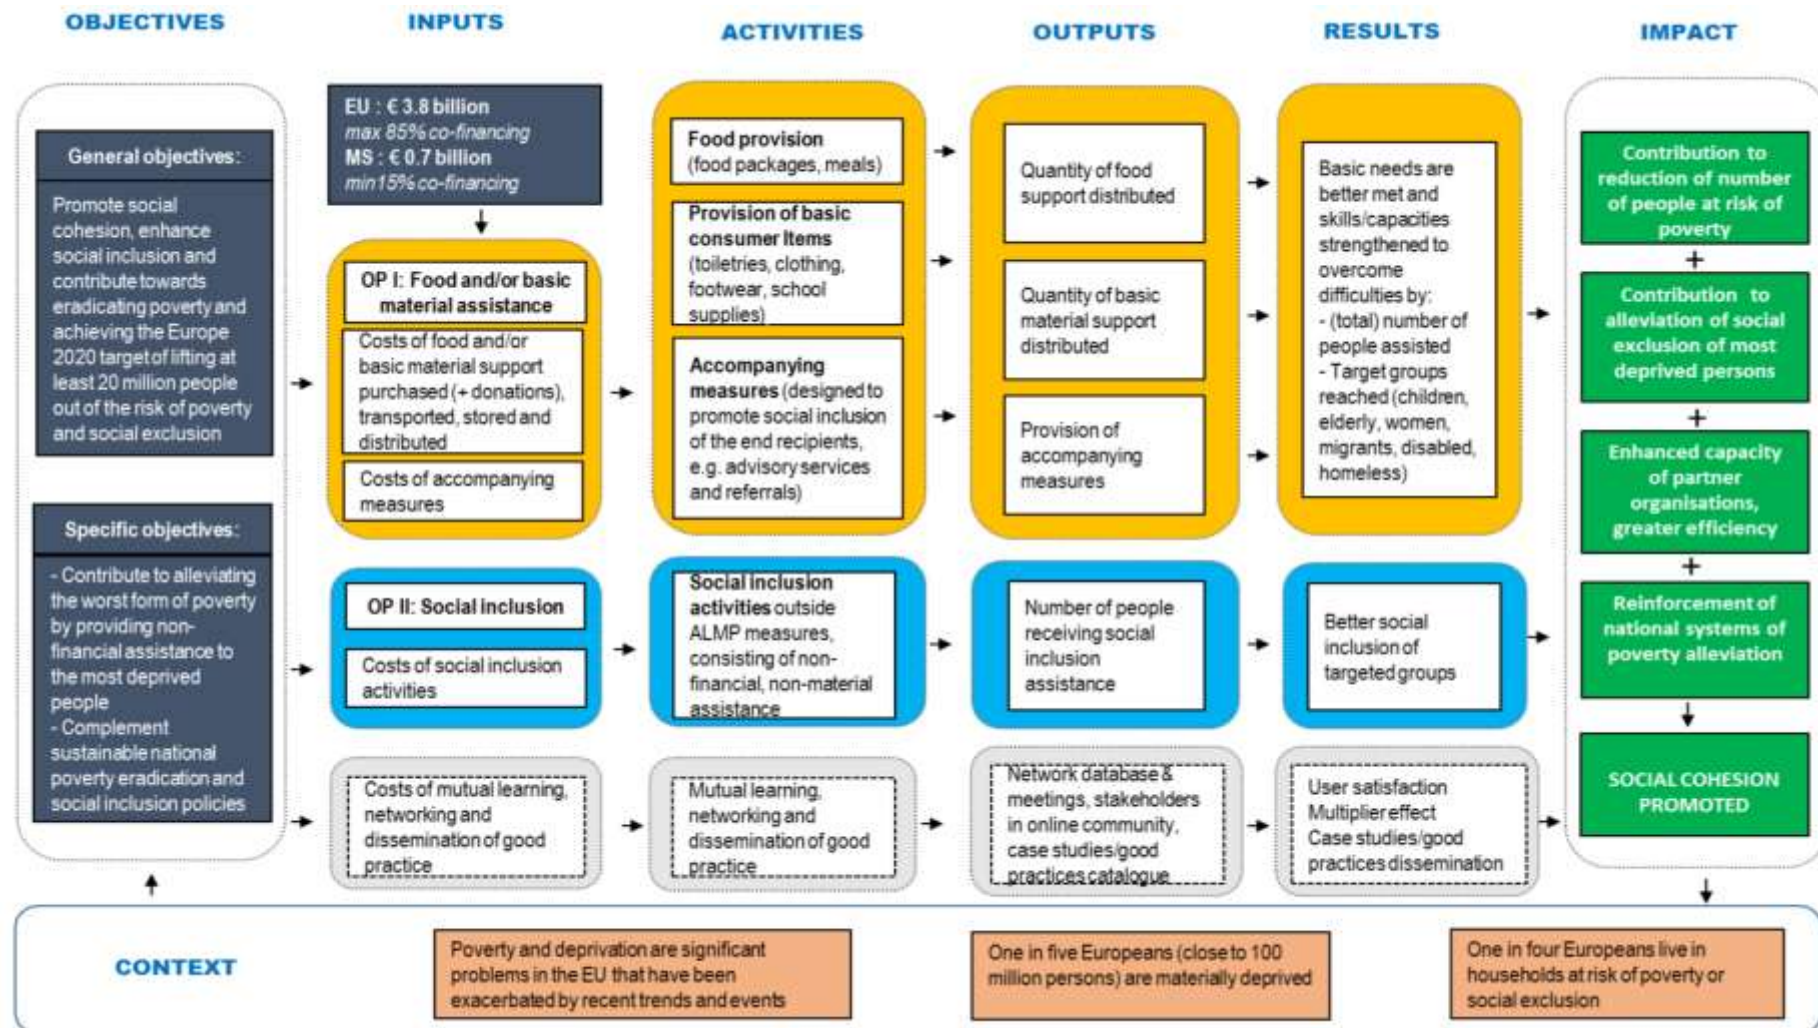 OBJECTIVES
INPUTS
ACTIVITIES
OUTPUTS
RESULTS
IMPACT
General objectives:
Promote social
cohesion, enhance
social inclusion and
contribute towards
eradicating poverty and
achieving the Europe
2020 target of lifting at
least 20 million people
out of the risk of poverty
and social exclusion
Specific objectives:
- Contribute to alleviating
the worst form of poverty
by providing non-
financial assistance to
the most deprived
people
- Complement
sustainable national
poverty eradication and
social inclusion policies
EU : € 3.8 billion
max 85% co-financing
MS : € 0.7 billion
min15% co-financing
OP I: Food and/or basic
material assistance
Costs of food and/or
basic material support
purchased (+ donations),
transported, stored and
distributed
Costs of accompanying
measures
OP II: Social inclusion
Costs of social inclusion
activities
Costs of mutual learning,
networking and
dissemination of good
practice
Food provision
(food packages, meals)
Provision of basic
consumer Items
(toiletries, clothing,
footwear, school
supplies)
Accompanying
measures (designed to
promote social inclusion
of the end recipients,
e.g. advisory services
and referrals)
Social inclusion
activities outside
ALMP measures,
consisting of non-
financial, non-material
assistance
Mutual learning,
networking and
dissemination of good
practice
Quantity of food
support distributed
Quantity of basic
material support
distributed
Provision of
accompanying
measures
Number of people
receiving social
inclusion
assistance
Network database &
meetings, stakeholders
in online community,
case studies/good
practices catalogue
Basic needs are
better met and
skills/capacities
strengthened to
overcome
difficulties by:
- (total) number of
people assisted
- Target groups
reached (children,
elderly, women,
migrants, disabled,
homeless)
Better social
inclusion of
targeted groups
User satisfaction
Multiplier effect
Case studies/good
practices dissemination
Contribution to
reduction of number
of people at risk of
poverty
+
Contribution to
alleviation of social
exclusion of most
deprived persons
+
Enhanced capacity
of partner
organisations,
greater efficiency
+
Reinforcement of
national systems of
poverty alleviation
SOCIAL COHESION
PROMOTED
CONTEXT
Poverty and deprivation are significant
problems in the EU that have been
exacerbated by recent trends and events
One in five Europeans (close to 100
million persons) are materially deprived
One in four Europeans live in
households at risk of poverty or
social exclusion